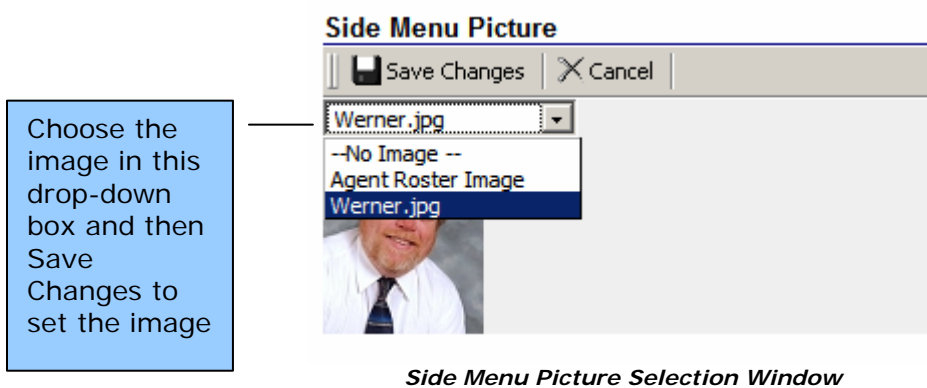 Side Menu Picture
Save Changes Cancel
Werner.jpg
--No Image --
Agent Roster Image
Werner.jpg
Choose the
image in this
drop-down
box and then
Save
Changes to
set the image
Side Menu Picture Selection Window